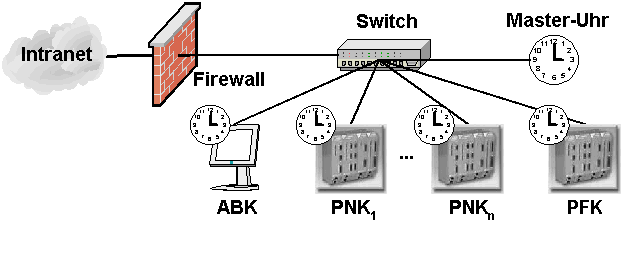 Switch
Master-Uhr
Intranet
Firewall
...
ABK
PNK1
PNKn
PFK